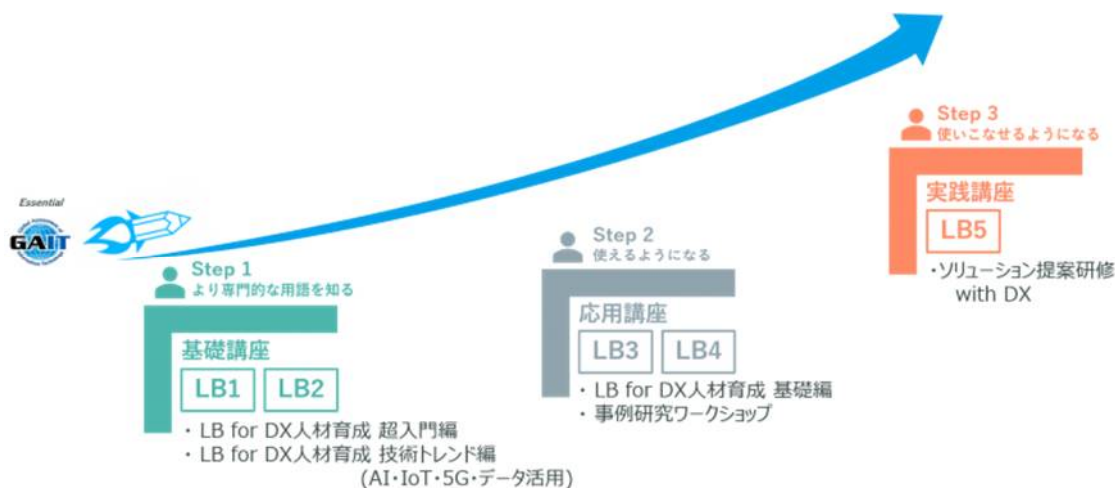 Essential
GAIT
Step 1
より専門的な用語を知る
基礎講座
LB1
LB2
・LB for DX人材育成 超入門編
・LB for DX人材育成 技術トレンド編
(AI・IoT・5G・データ活用)
Step 2
使えるようになる
応用講座
LB3
LB4
・LB for DX人材育成 基礎編
・事例研究ワークショップ
Step 3
使いこなせるようになる
実践講座
LB5
・ソリューション提案研修
with DX